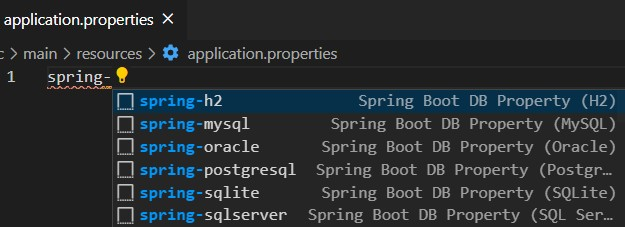 application.properties ×
c > main > resources > application.properties
1 spring-
spring-h2 Spring Boot DB Property (H2)
spring-mysql Spring Boot DB Property (MySQL)
spring-oracle Spring Boot DB Property (Oracle)
spring-postgresql Spring Boot DB Property (Postgr...
spring-sqlite Spring Boot DB Property (SQLite)
spring-sqlserver Spring Boot DB Property (SQL Ser...